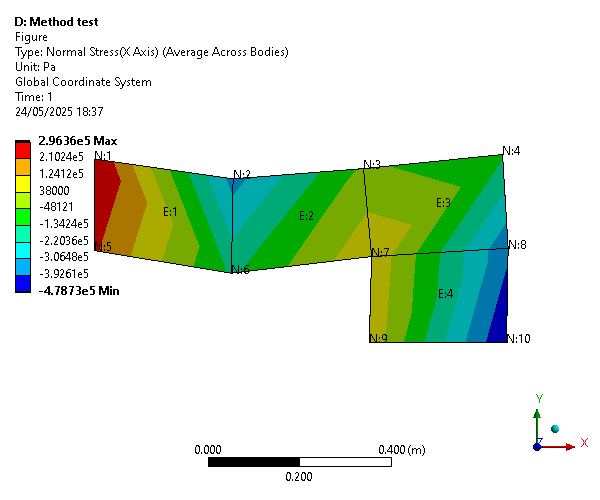 D: Method test
Figure
Type: Normal Stress(X Axis) (Average Across Bodies)
Unit: Pa
Global Coordinate System
Time: 1
24/05/2025 18:37
2.9636e5 Max
2.1024e5
1.2412e5
38000
-48121
-1.3424e5
-2.2036e5
-3.0648e5
-3.9261e5
-4.7873e5 Min
N:1
N:2
N:3
N:4
E:1
E:2
E:3
N:5
N:6
N:7
N:8
E:4
N:9
N:10
Y
Z
X
0.000
0.400 (m)
0.200